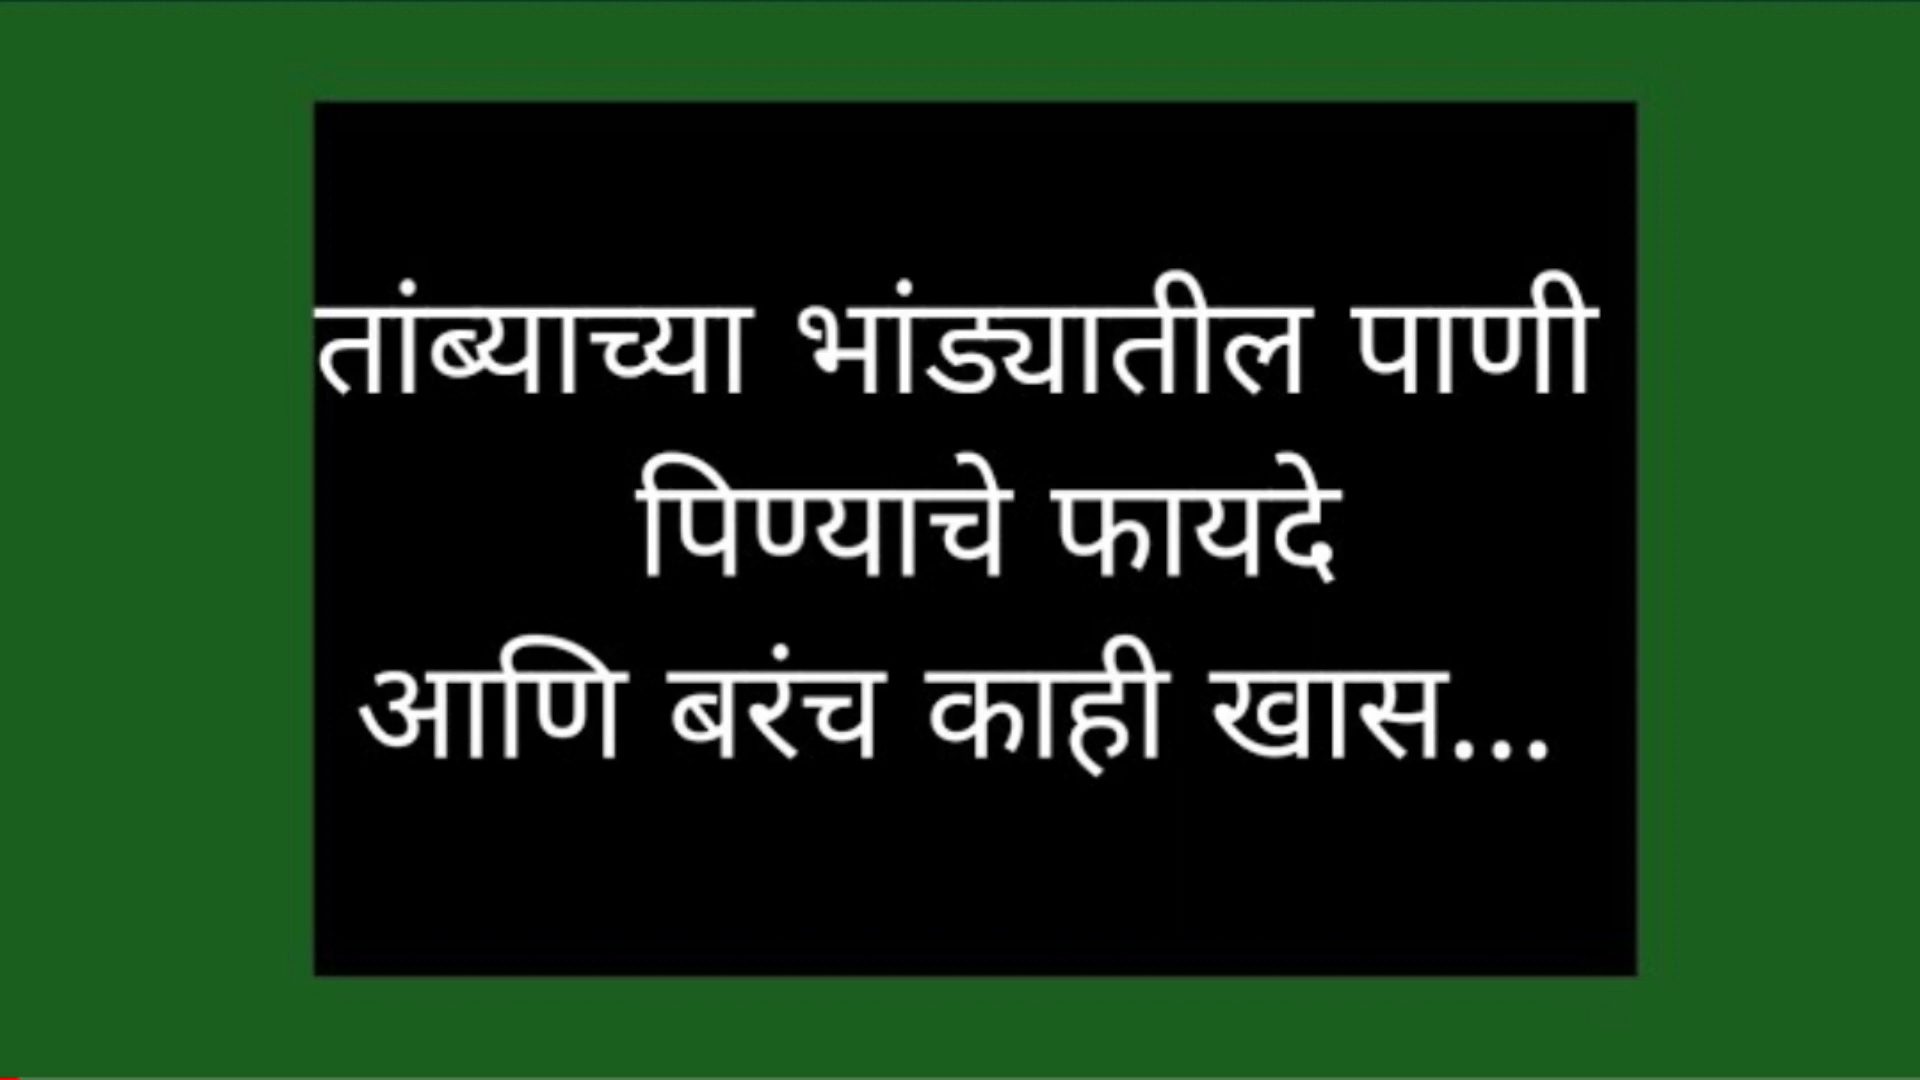 तांब्याच्या भांड्यातील पाणी
पिण्याचे फायदे
आणि बरंच काही खास...